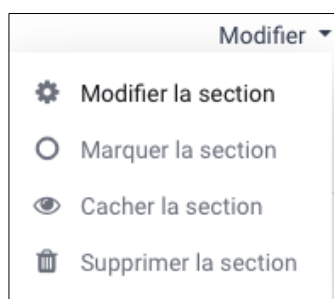 Modifier
Modifier la section
Marquer la section
Cacher la section
Supprimer la section